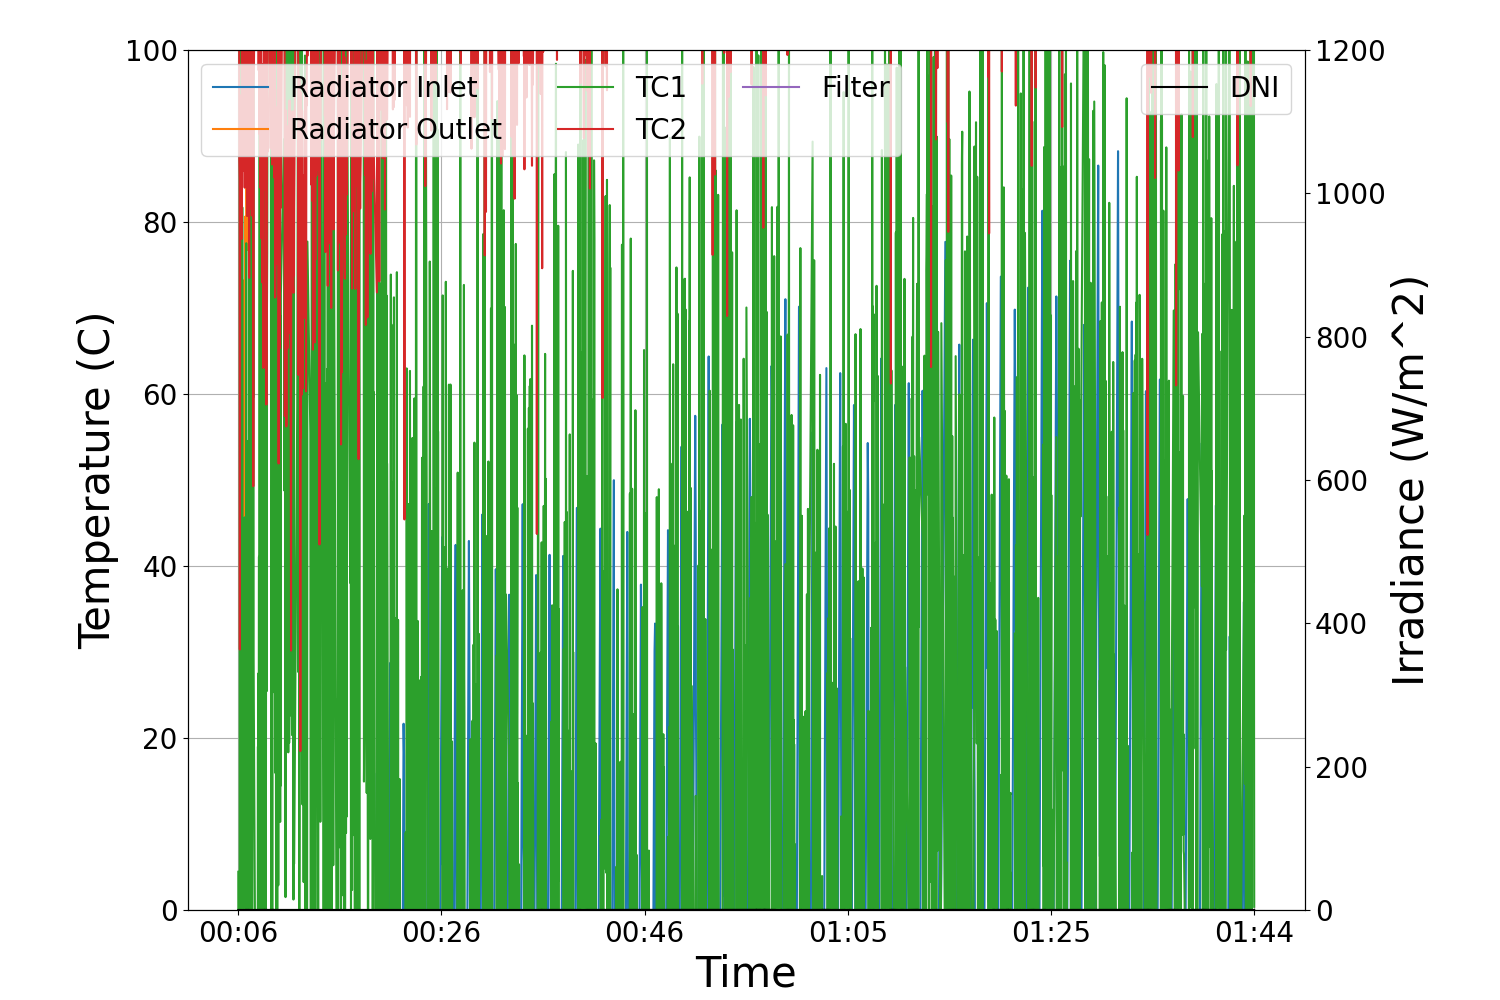 Radiator Inlet
Radiator Outlet
TC1
TC2
Filter
DNI
Temperature (C)
100
80
60
40
20
0
1200
1000
800
600
400
200
0
Irradiance (W/m^2)
00:06 00:26 00:46 01:05 01:25 01:44
Time